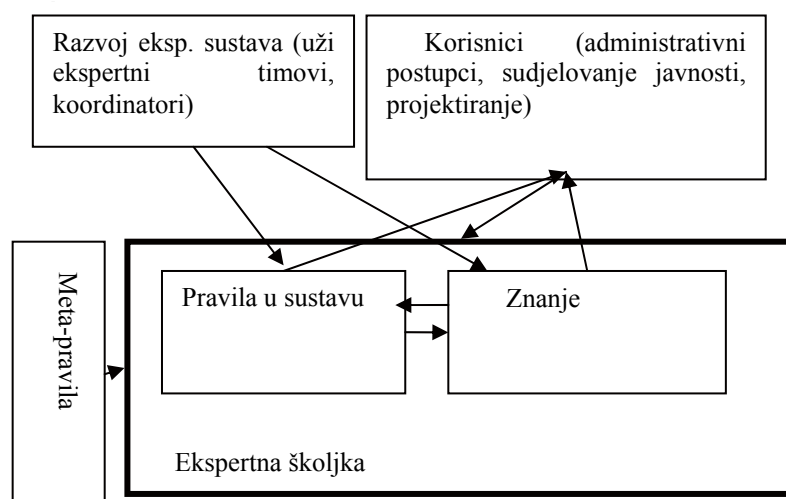 Razvoj eksp. sustava (uži
ekspertni timovi,
koordinatori)
Korisnici (administrativni
postupci, sudjelovanje javnosti,
projektiranje)
Meta-pravila
Pravila u sustavu
Znanje
Ekspertna školjka